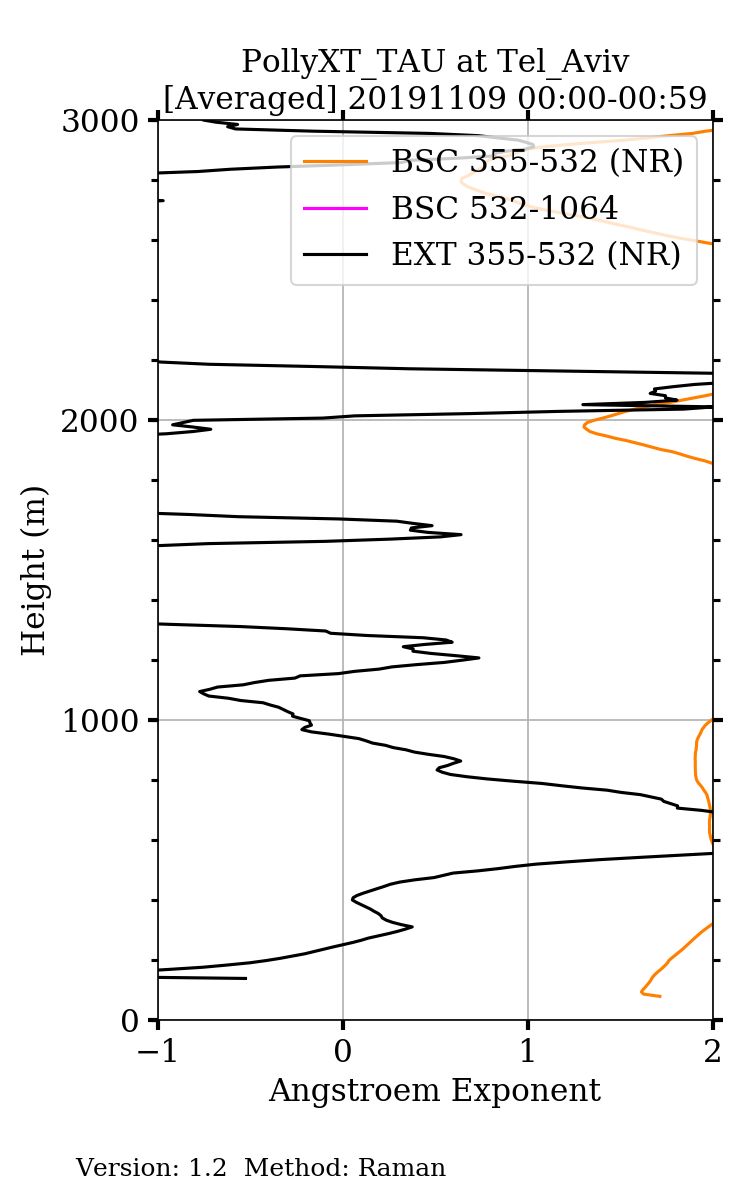 PollyXT_TAU at Tel_Aviv
[Averaged] 20191109 00:00-00:59
3000
BSC 355-532 (NR)
BSC 532-1064
EXT 355-532 (NR)
2000
Height (m)
1000
0
−1 0 1 2
Angstroem Exponent
Version: 1.2  Method: Raman